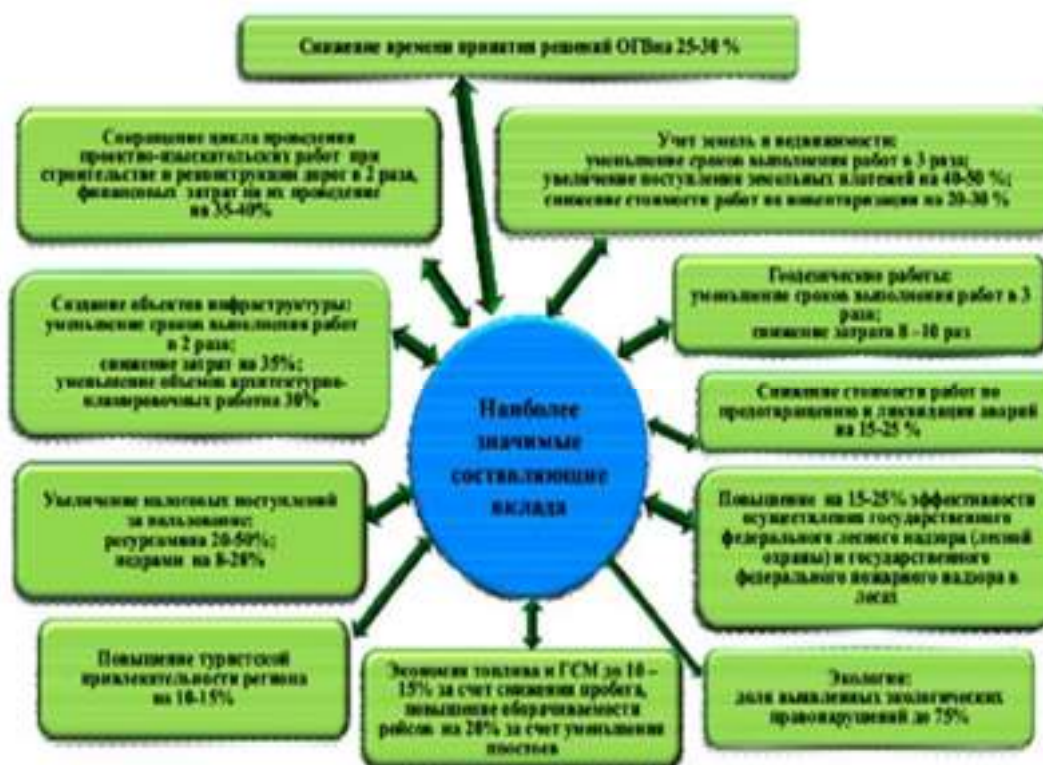 Снижение времени принятия решений ОГВна 25-30 %
Сокращение цикла проведения
проектно-изыскательских работ при
строительстве и реконструкции дорог в 2 раза,
финансовых затрат на их проведение
на 35-40%
Учет земель и недвижимости:
уменьшение сроков выполнения работ в 3 раза;
увеличение поступления земельных платежей на 40-50 %;
снижение стоимости работ по инвентаризации на 20-30 %
Создание объектов инфраструктуры:
уменьшение сроков выполнения работ
в 2 раза;
снижение затрат на 35%;
уменьшение объемов архитектурно-
планировочных работна 30%
Геодезические работы:
уменьшение сроков выполнения работ в 3
раза;
снижение затратв 8 –10 раз
Наиболее
значимые
составляющие
вклада
Снижение стоимости работ по
предотвращению и ликвидации аварий
на 15-25 %
Увеличение налоговых поступлений
за пользование:
ресурсамина 20-50%;
недрами на 8-20%
Повышение на 15-25% эффективности
осуществления государственного
федерального лесного надзора (лесной
охраны) и государственного
федерального пожарного надзора в
лесах
Повышение туристской
привлекательности региона
на 10-15%
Экономия топлива и ГСМ до 10 –
15% за счет снижения пробега,
повышение оборачиваемости
рейсов на 20% за счет уменьшения
простоев
Экология:
доля выявленных экологических
правонарушений до 75%